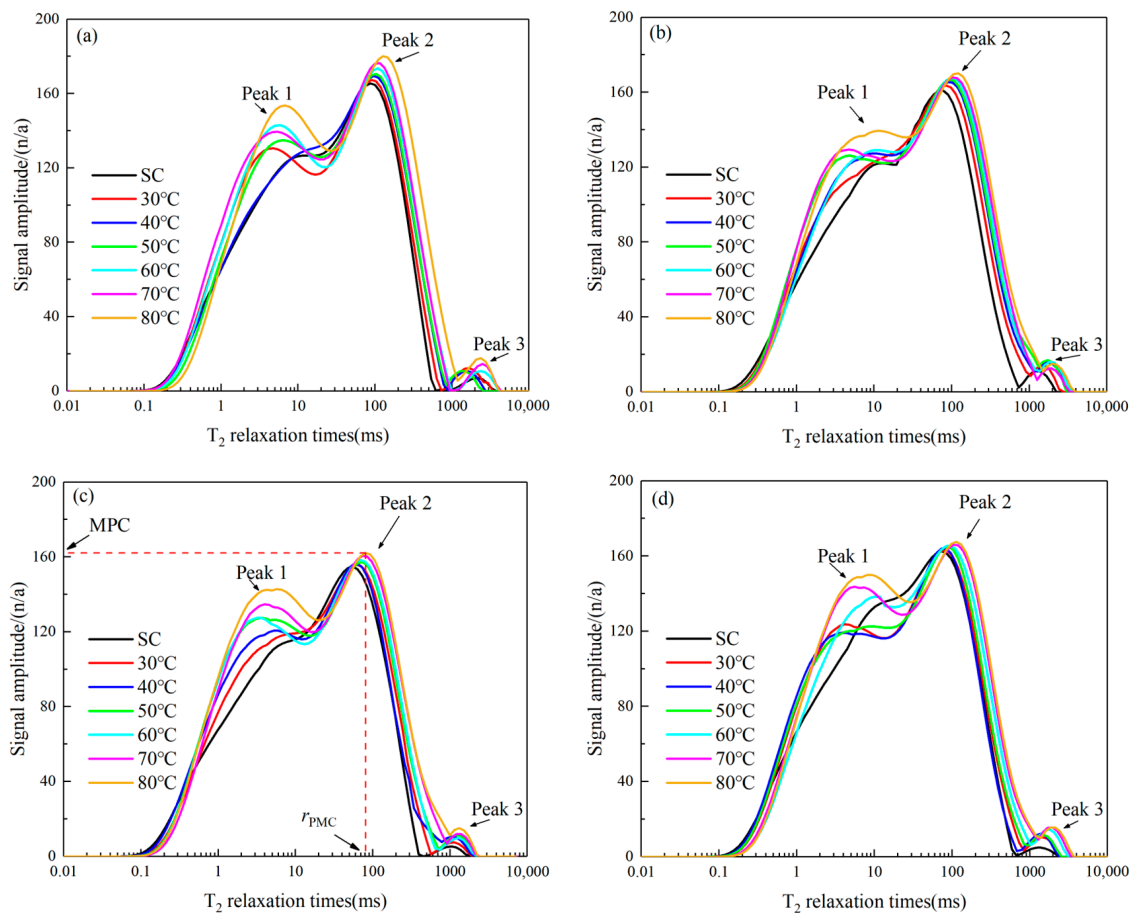 (a)
Peak 1
Peak 2
Peak 3
SC
30°C
40°C
50°C
60°C
70°C
80°C
200
160
120
80
40
0
Signal amplitude/(n/a)
0.01 0.1 1 10 100 1000 10,000
T₂ relaxation times(ms)
(b)
Peak 1
Peak 2
Peak 3
SC
30°C
40°C
50°C
60°C
70°C
80°C
200
160
120
80
40
0
Signal amplitude/(n/a)
0.01 0.1 1 10 100 1000 10,000
T₂ relaxation times(ms)
(c)
MPC
Peak 1
Peak 2
Peak 3
rPMC
SC
30°C
40°C
50°C
60°C
70°C
80°C
200
160
120
80
40
0
Signal amplitude/(n/a)
0.01 0.1 1 10 100 1000 10,000
T₂ relaxation times(ms)
(d)
Peak 1
Peak 2
Peak 3
SC
30°C
40°C
50°C
60°C
70°C
80°C
200
160
120
80
40
0
Signal amplitude/(n/a)
0.01 0.1 1 10 100 1000 10,000
T₂ relaxation times(ms)